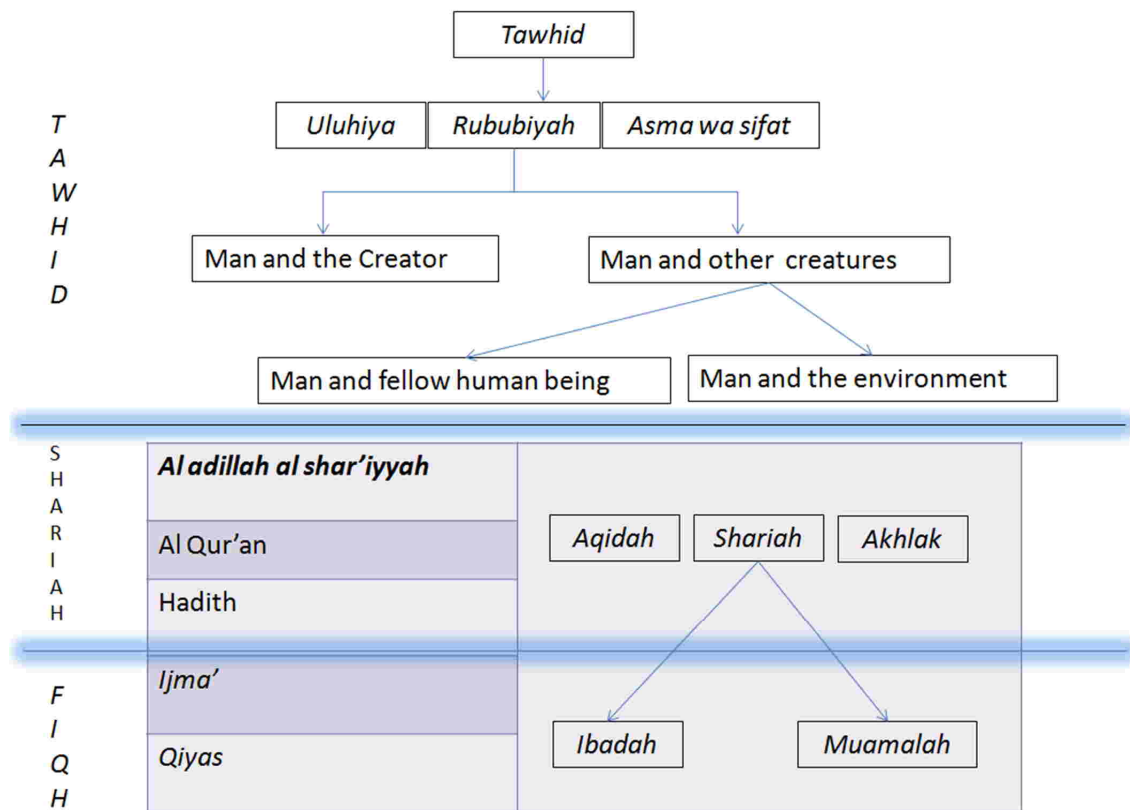 Tawhid
Uluhiya
Rububiyah
Asma wa sifat
T
A
W
H
I
D
Man and the Creator
Man and other creatures
Man and fellow human being
Man and the environment
S
H
A
R
I
A
H
Al adillah al shar’iyyah
Al Qur’an
Hadith
Aqidah
Shariah
Akhlak
F
I
Q
H
Ijma’
Qiyas
Ibadah
Muamalah